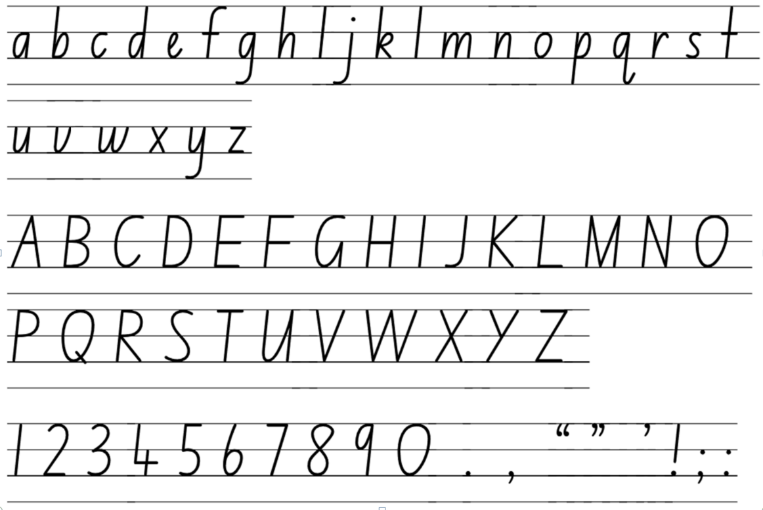 a b c d e f g h l j k l m n o p q r s t
u v w x y z
A B C D E F G H I J K L M N O
P Q R S T U V W X Y Z
1 2 3 4 5 6 7 8 9 0 . , “ ” ’ ! ; :